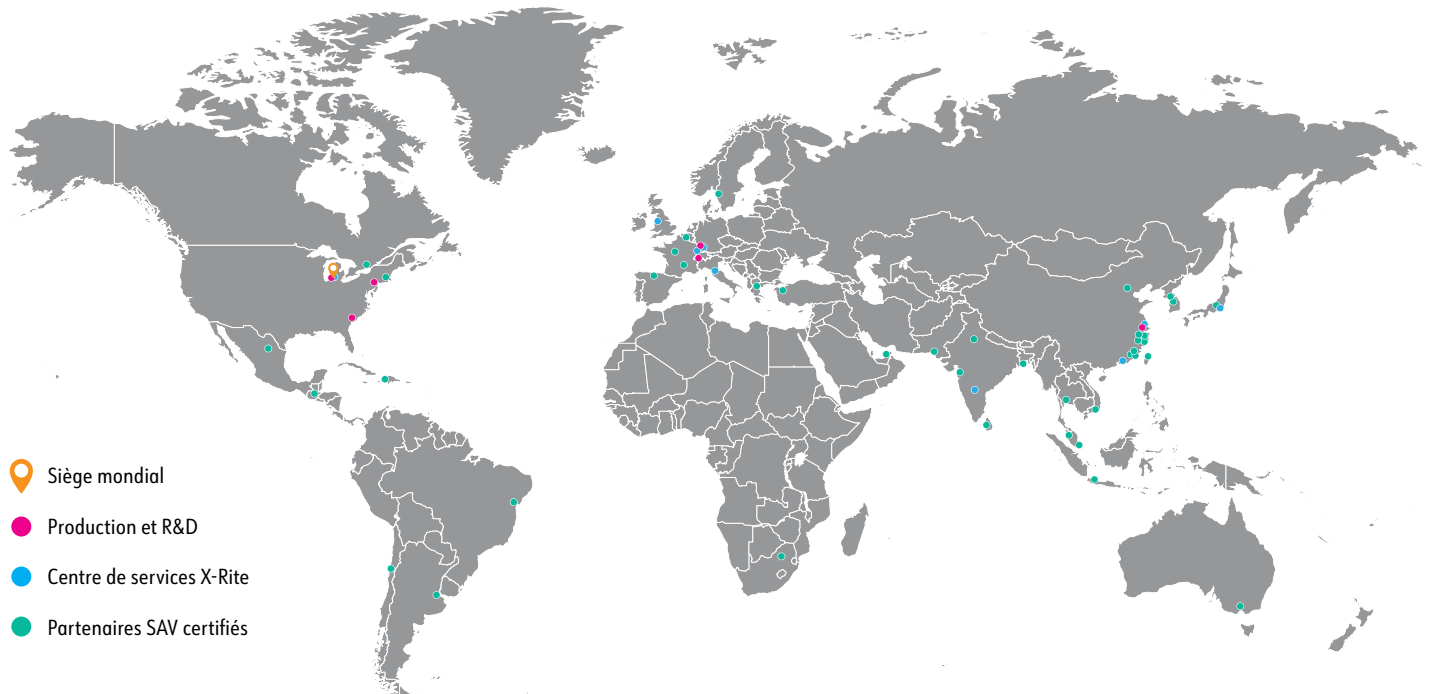 Siège mondial
Production et R&D
Centre de services X-Rite
Partenaires SAV certifiés